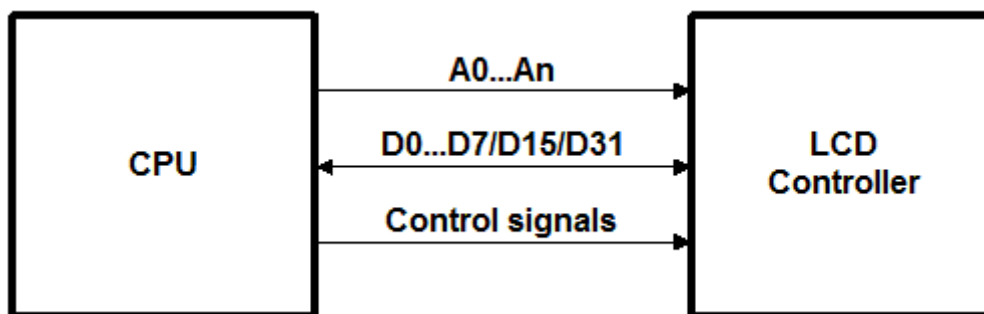 A0...An
D0...D7/D15/D31
CPU
LCD
Controller
Control signals